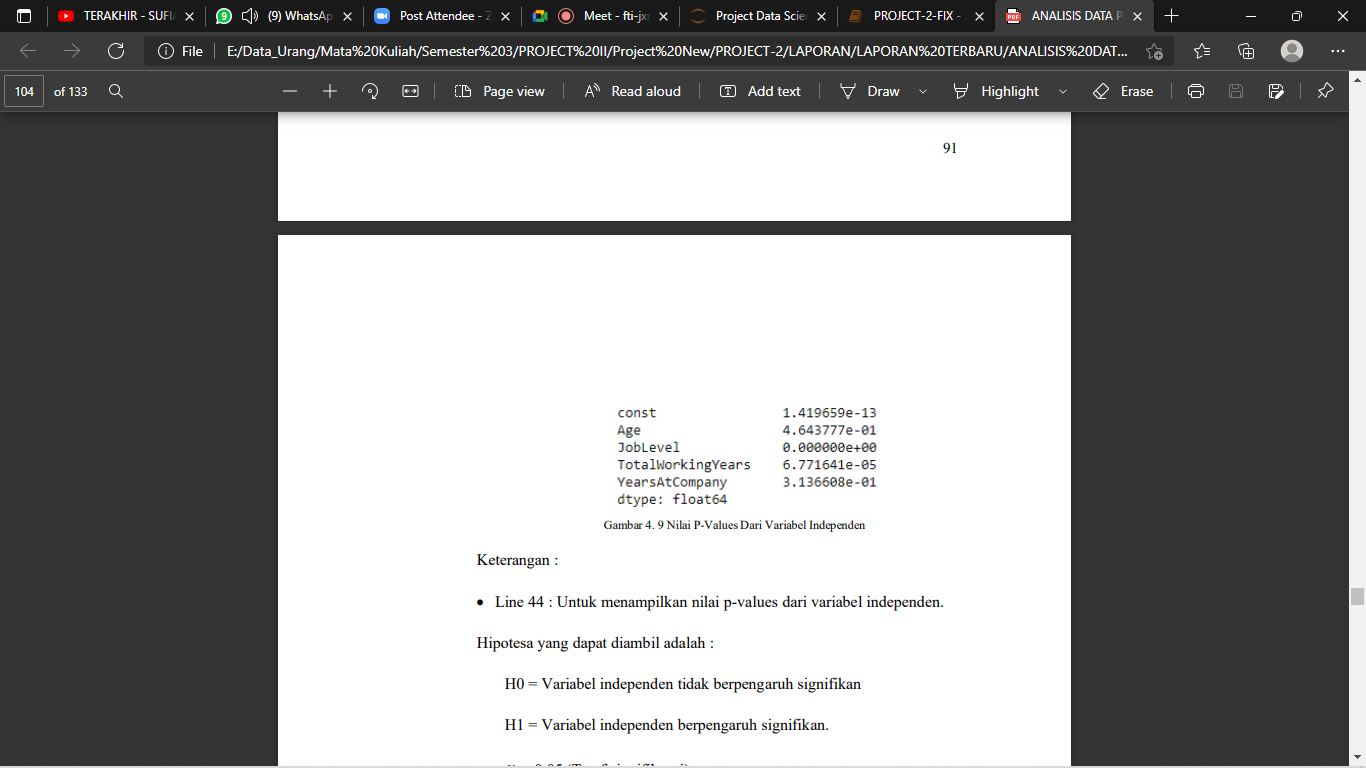 TERAKHIR - SUFI
(9) WhatsAp
Post Attendee - Z
Meet - fti-jxr
Project Data Scie
PROJECT-2-FIX -
ANALISIS DATA P
File
E:/Data_Urang/Mata%20Kuliah/Semester%203/PROJECT%20II/Project%20New/PROJECT-2/LAPORAN/LAPORAN%20TERBARU/ANALISIS%20DAT...
104 of 133
Page view
Read aloud
Add text
Draw
Highlight
Erase
91
const 1.419659e-13
Age 4.643777e-01
JobLevel 0.000000e+00
TotalWorkingYears 6.771641e-05
YearsAtCompany 3.136608e-01
dtype: float64
Gambar 4. 9 Nilai P-Values Dari Variabel Independen
Keterangan :
• Line 44 : Untuk menampilkan nilai p-values dari variabel independen.
Hipotesa yang dapat diambil adalah :
H0 = Variabel independen tidak berpengaruh signifikan
H1 = Variabel independen berpengaruh signifikan.